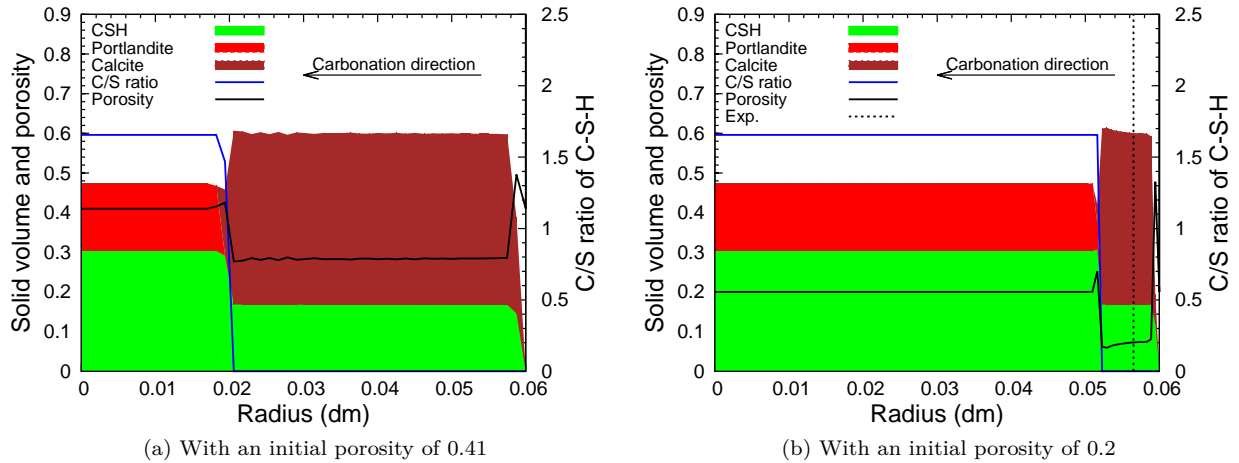 CSH
Portlandite
Calcite
C/S ratio
Porosity
Carbonation direction
Solid volume and porosity
0
0.1
0.2
0.3
0.4
0.5
0.6
0.7
0.8
0.9
0
0.01
0.02
0.03
0.04
0.05
0.06
Radius (dm)
0
0.5
1
1.5
2
2.5
C/S ratio of C-S-H
(a) With an initial porosity of 0.41
CSH
Portlandite
Calcite
C/S ratio
Porosity
Exp.
Carbonation direction
Solid volume and porosity
0
0.1
0.2
0.3
0.4
0.5
0.6
0.7
0.8
0.9
0
0.01
0.02
0.03
0.04
0.05
0.06
Radius (dm)
0
0.5
1
1.5
2
2.5
C/S ratio of C-S-H
(b) With an initial porosity of 0.2